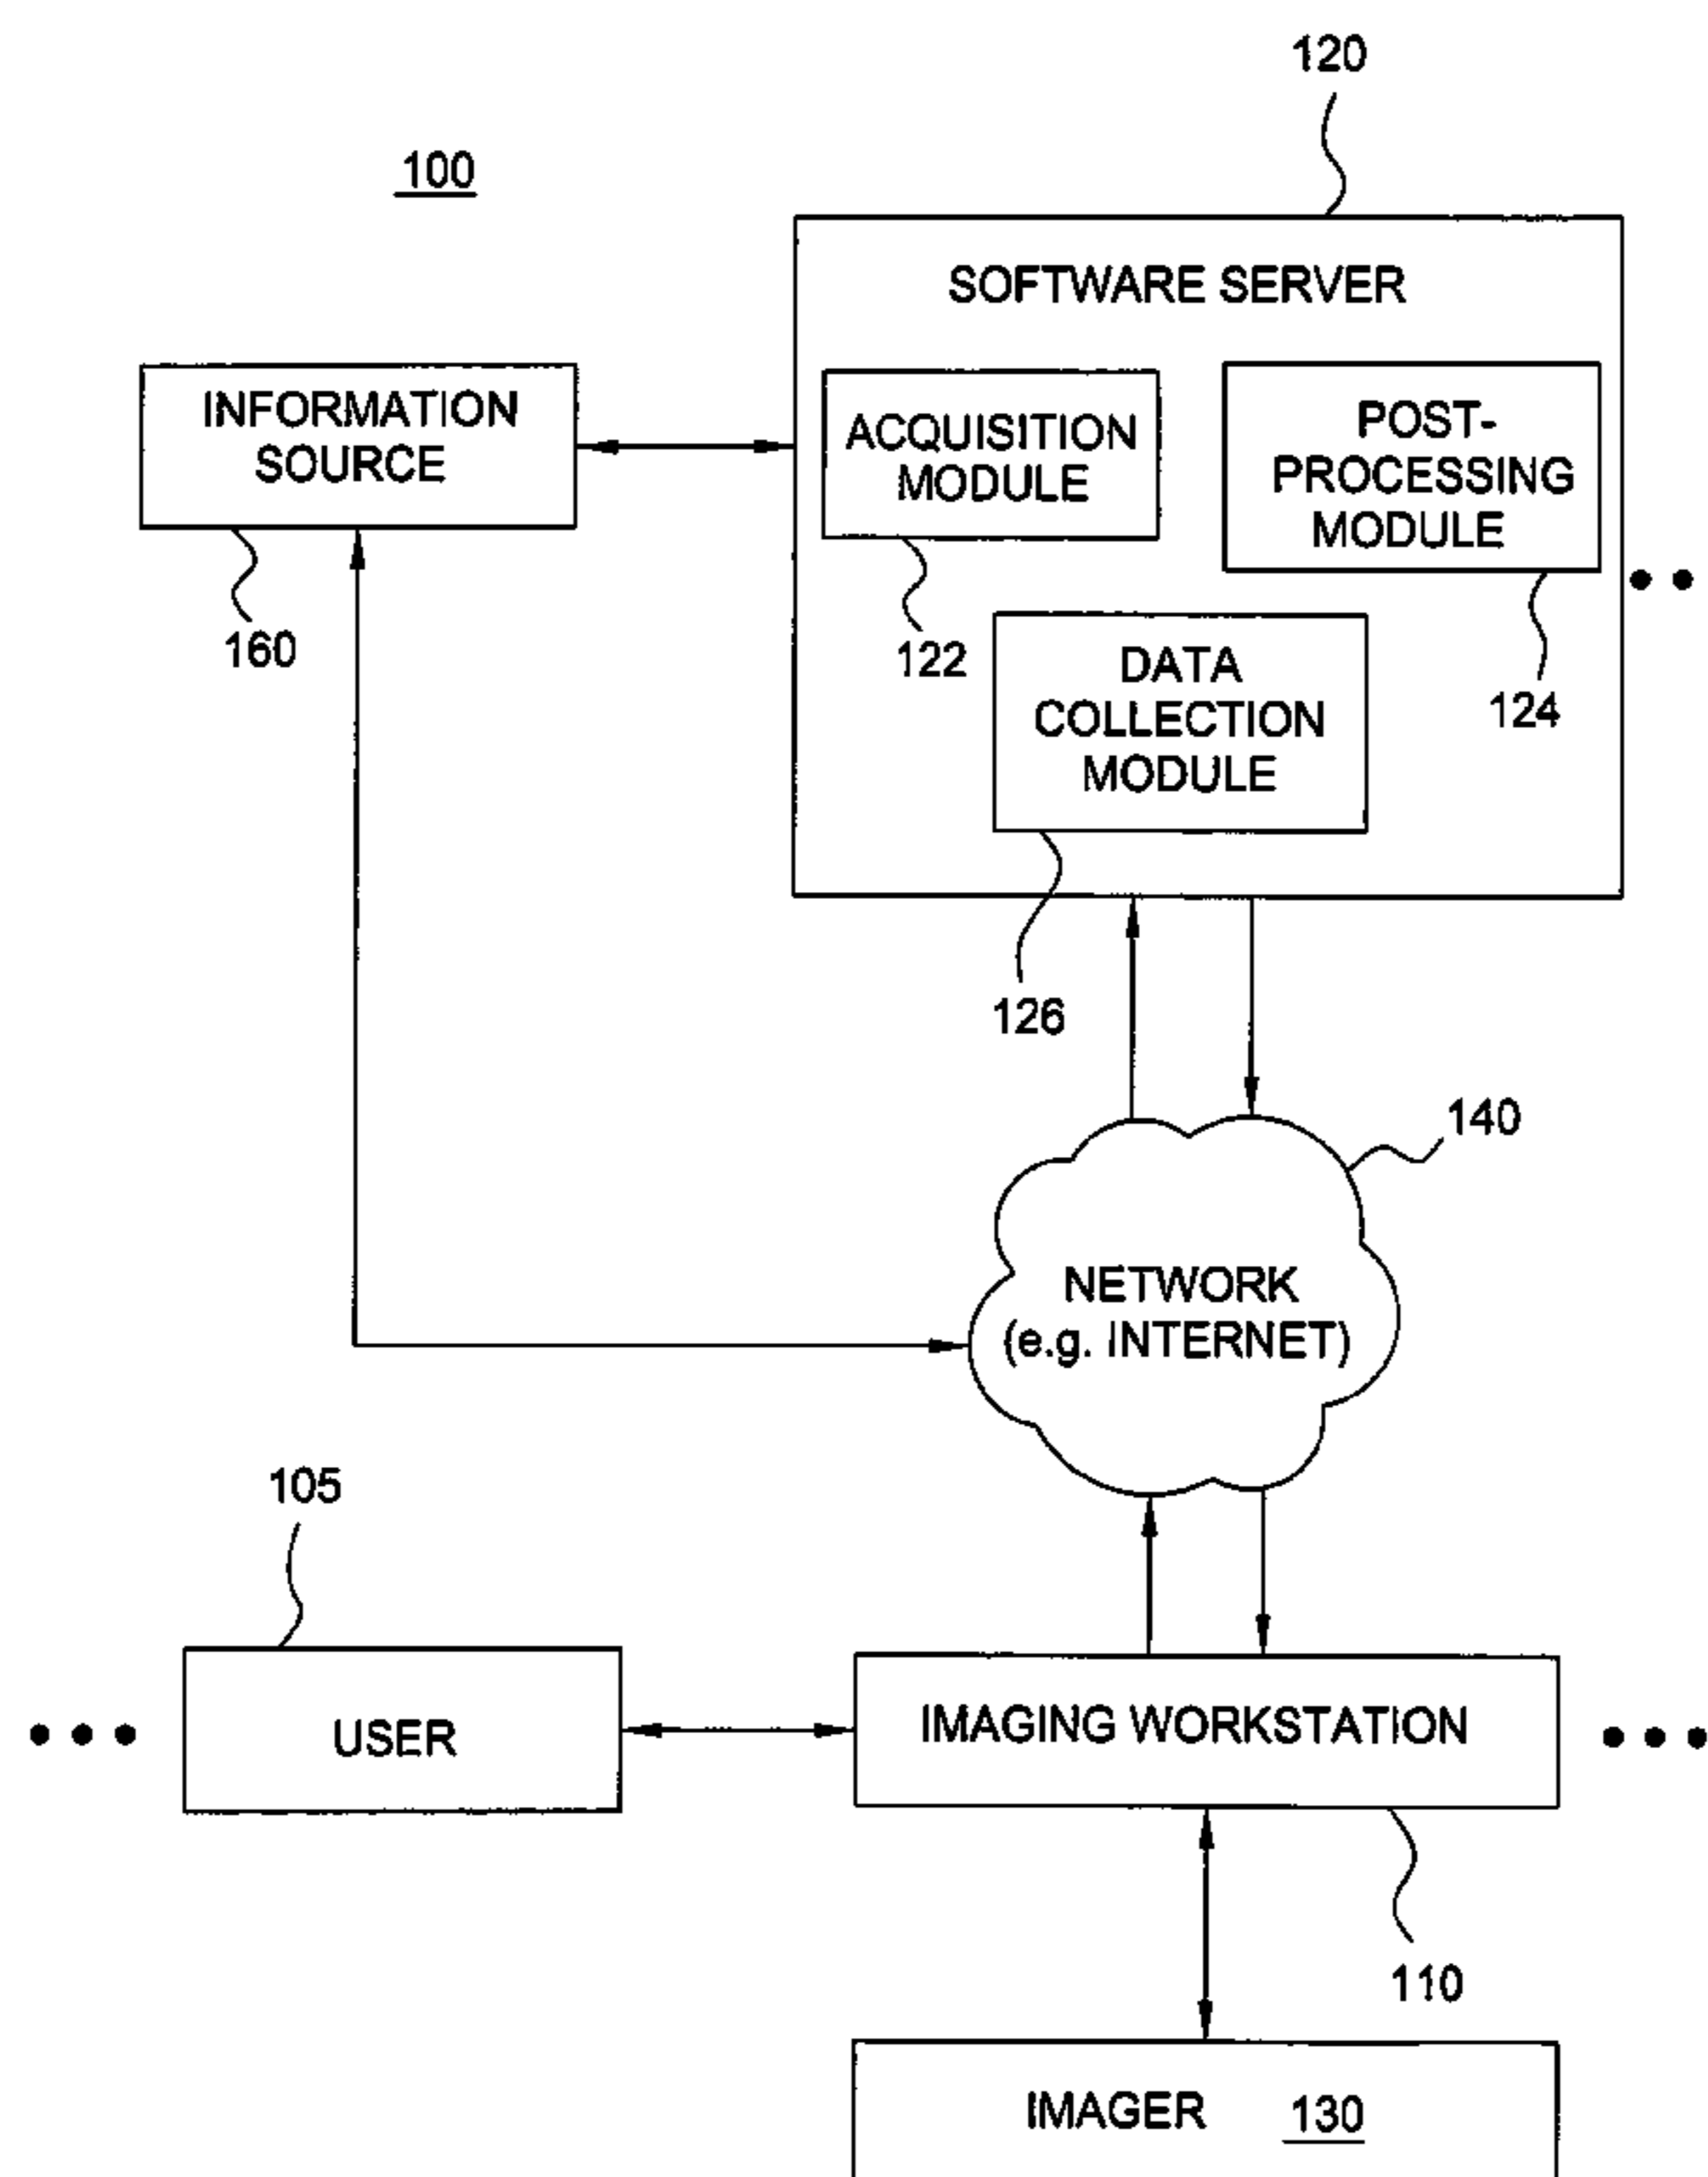 120
100
SOFTWARE SERVER
INFORMATION
SOURCE
160
ACQUISITION
MODULE
122
POST-
PROCESSING
MODULE
124
DATA
COLLECTION
MODULE
126
140
NETWORK
(e.g. INTERNET)
105
USER
IMAGING WORKSTATION
110
IMAGER 130